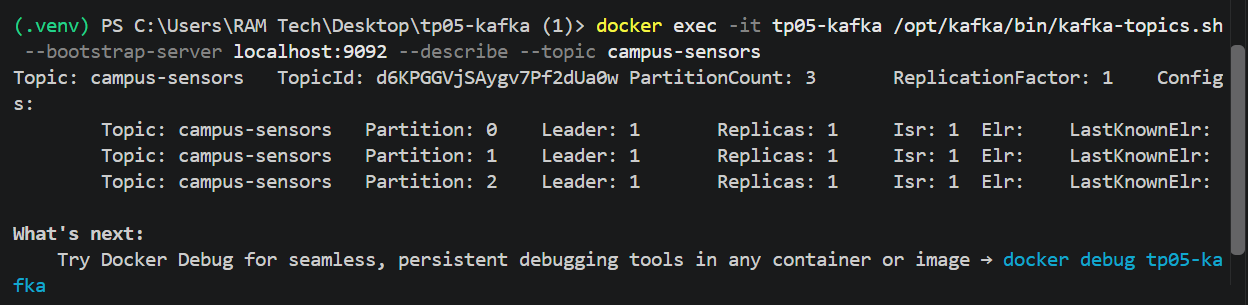 (.venv) PS C:\Users\RAM Tech\Desktop\tp05-kafka (1)> docker exec -it tp05-kafka /opt/kafka/bin/kafka-topics.sh
 --bootstrap-server localhost:9092 --describe --topic campus-sensors
Topic: campus-sensors   TopicId: d6KPGGVjSAygv7Pf2dUa0w PartitionCount: 3       ReplicationFactor: 1    Config
s:
        Topic: campus-sensors   Partition: 0    Leader: 1       Replicas: 1     Isr: 1  Elr:    LastKnownElr:
        Topic: campus-sensors   Partition: 1    Leader: 1       Replicas: 1     Isr: 1  Elr:    LastKnownElr:
        Topic: campus-sensors   Partition: 2    Leader: 1       Replicas: 1     Isr: 1  Elr:    LastKnownElr:

What's next:
    Try Docker Debug for seamless, persistent debugging tools in any container or image → docker debug tp05-ka
fka